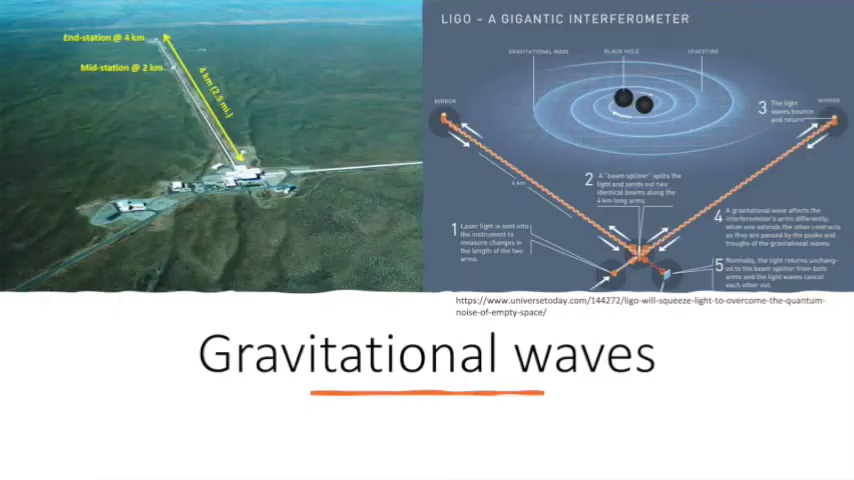 End-station @ 4 km
Mid-station @ 2 km
4 km (2.5 mi.)
LIGO – A GIGANTIC INTERFEROMETER
GRAVITATIONAL WAVE
BLACK HOLE
SPACETIME
MIRROR
MIRROR
3 The light
waves bounce
and return.
4 km
2 A "beam splitter" splits the
light and sends out two
identical beams along the
4 km long arms.
1 Laser light is sent into
the instrument to
measure changes in
the length of the two
arms.
4 A gravitational wave affects the
interferometer's arms differently,
when one extends the other contracts
as they are passed by the peaks and
troughs of the gravitational waves.
5 Normally, the light returns unchang-
ed to the beam splitter from both
arms and the light waves cancel
each other out.
https://www.universetoday.com/144272/ligo-will-squeeze-light-to-overcome-the-quantum-
noise-of-empty-space/
Gravitational waves